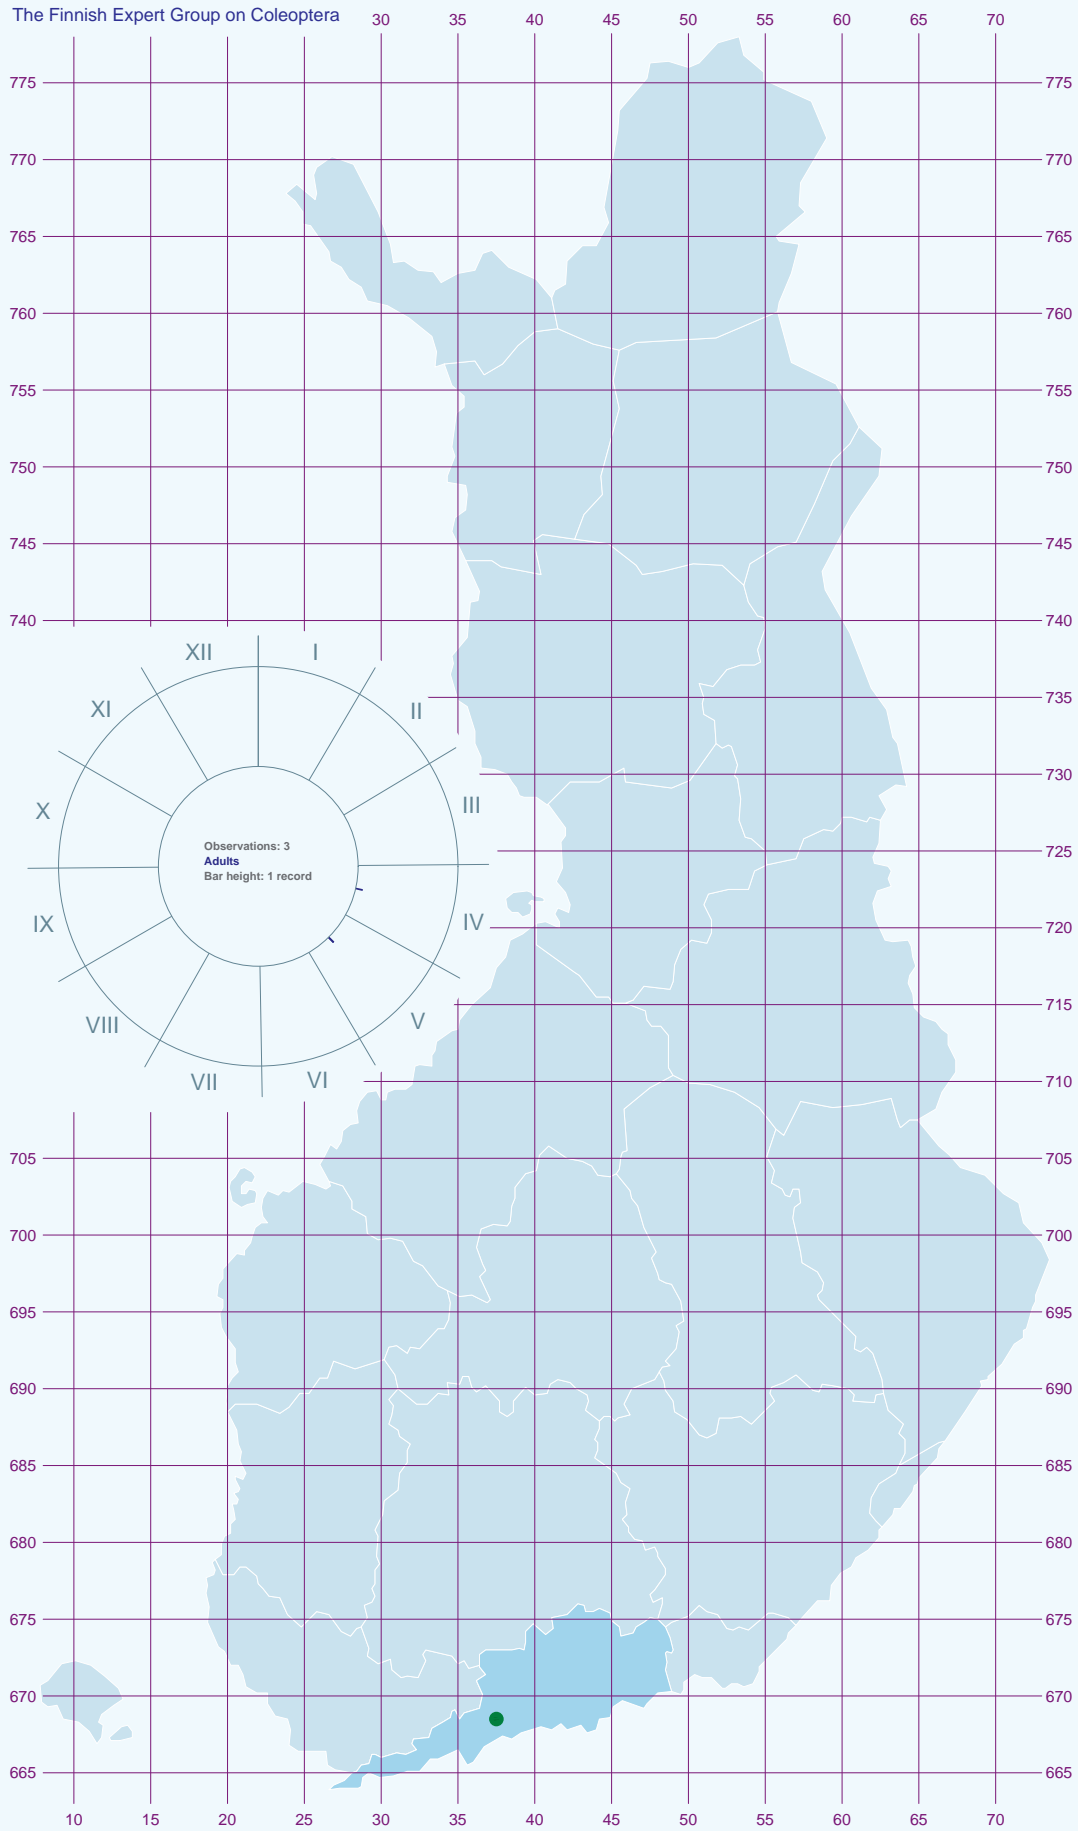 The Finnish Expert Group on Coleoptera
30 35 40 45 50 55 60 65 70
775 775
770 770
765 765
760 760
755 755
750 750
745 745
740 740
XII I
XI II
735
730
X III
Observations: 3
725
Adults
Bar height: 1 record
IX IV
720
715
VIII V
VII VI
710
705 705
700 700
695 695
690 690
685 685
680 680
675 675
670 670
665 665
10 15 20 25 30 35 40 45 50 55 60 65 70